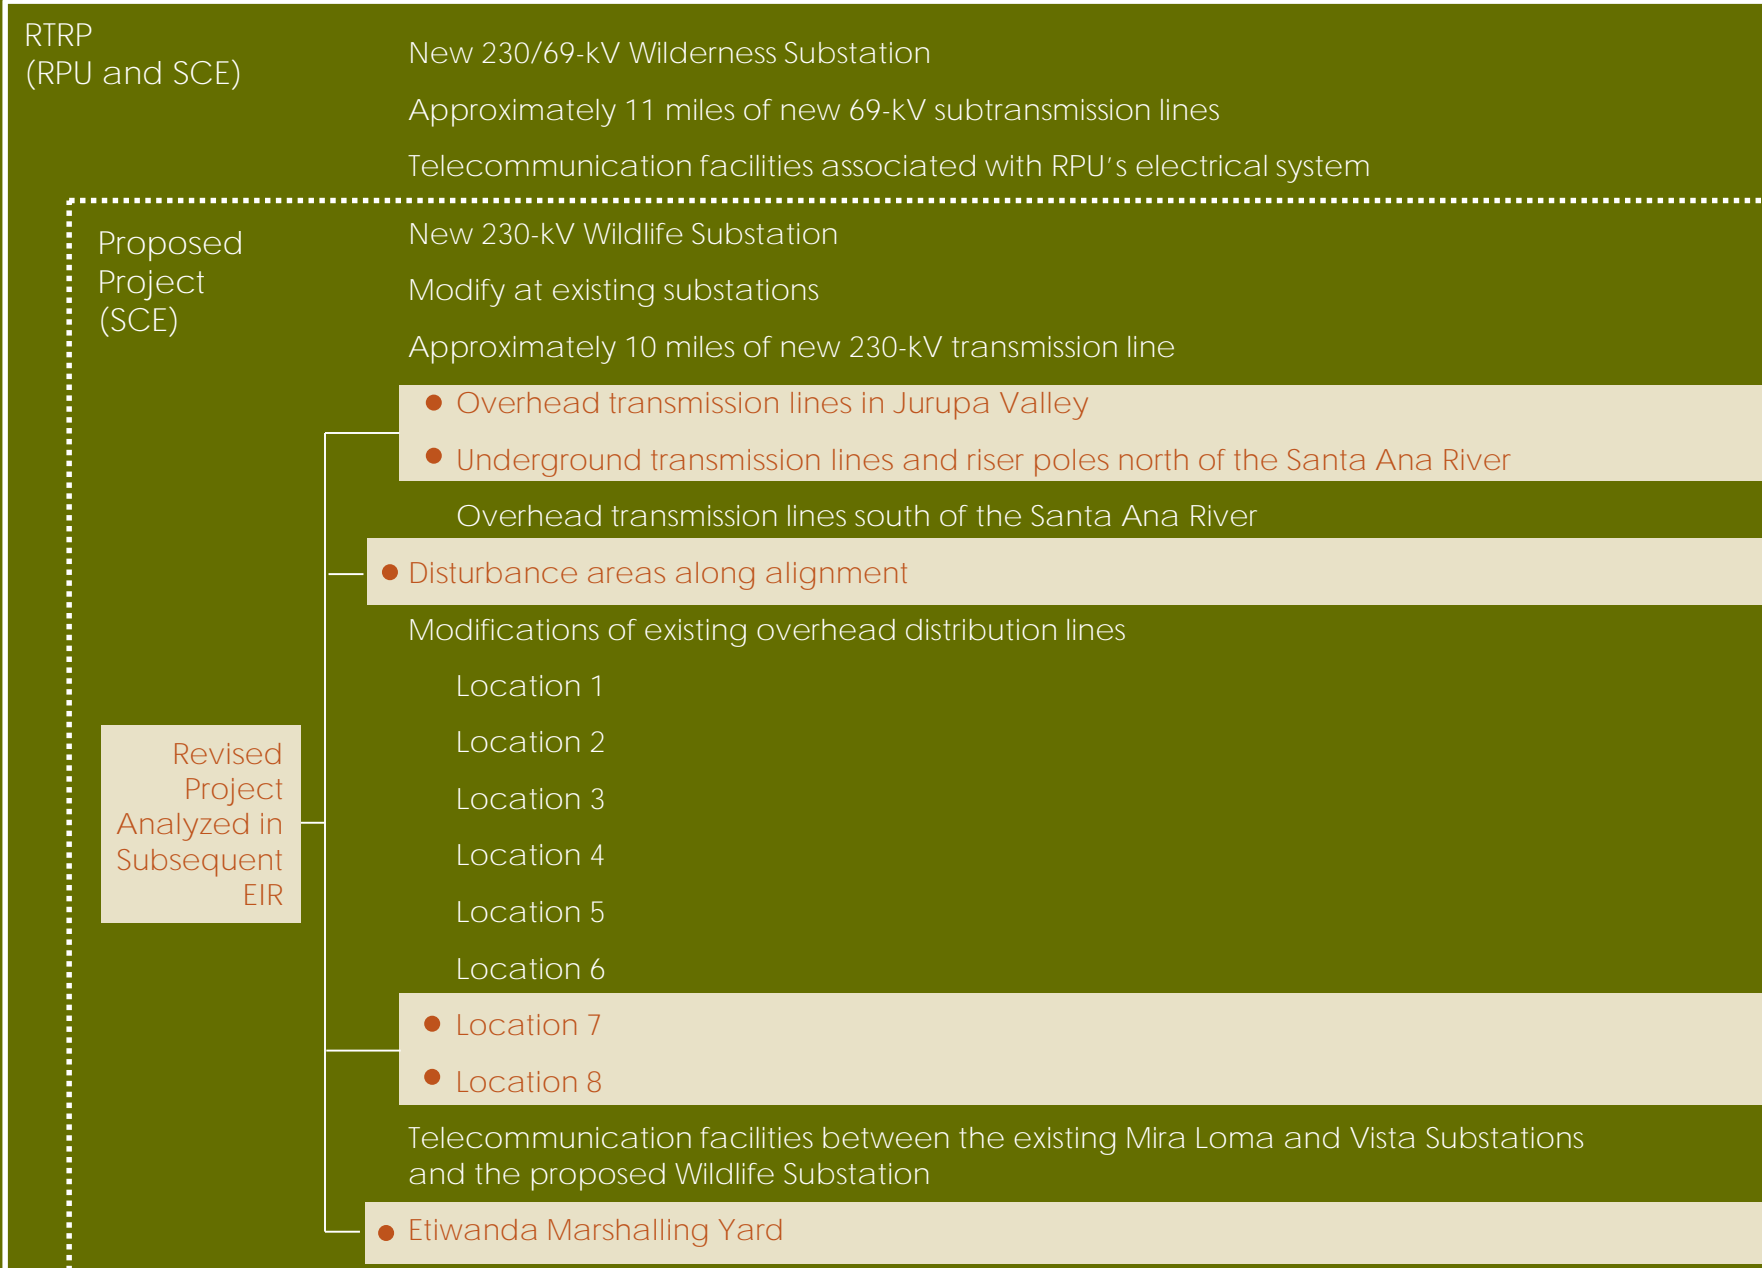 RTRP
(RPU and SCE)
New 230/69-kV Wilderness Substation
Approximately 11 miles of new 69-kV subtransmission lines
Telecommunication facilities associated with RPU's electrical system
Proposed
Project
(SCE)
New 230-kV Wildlife Substation
Modify at existing substations
Approximately 10 miles of new 230-kV transmission line
● Overhead transmission lines in Jurupa Valley
● Underground transmission lines and riser poles north of the Santa Ana River
Overhead transmission lines south of the Santa Ana River
● Disturbance areas along alignment
Modifications of existing overhead distribution lines
Location 1
Location 2
Location 3
Location 4
Location 5
Location 6
● Location 7
● Location 8
Revised
Project
Analyzed in
Subsequent
EIR
Telecommunication facilities between the existing Mira Loma and Vista Substations
and the proposed Wildlife Substation
● Etiwanda Marshalling Yard